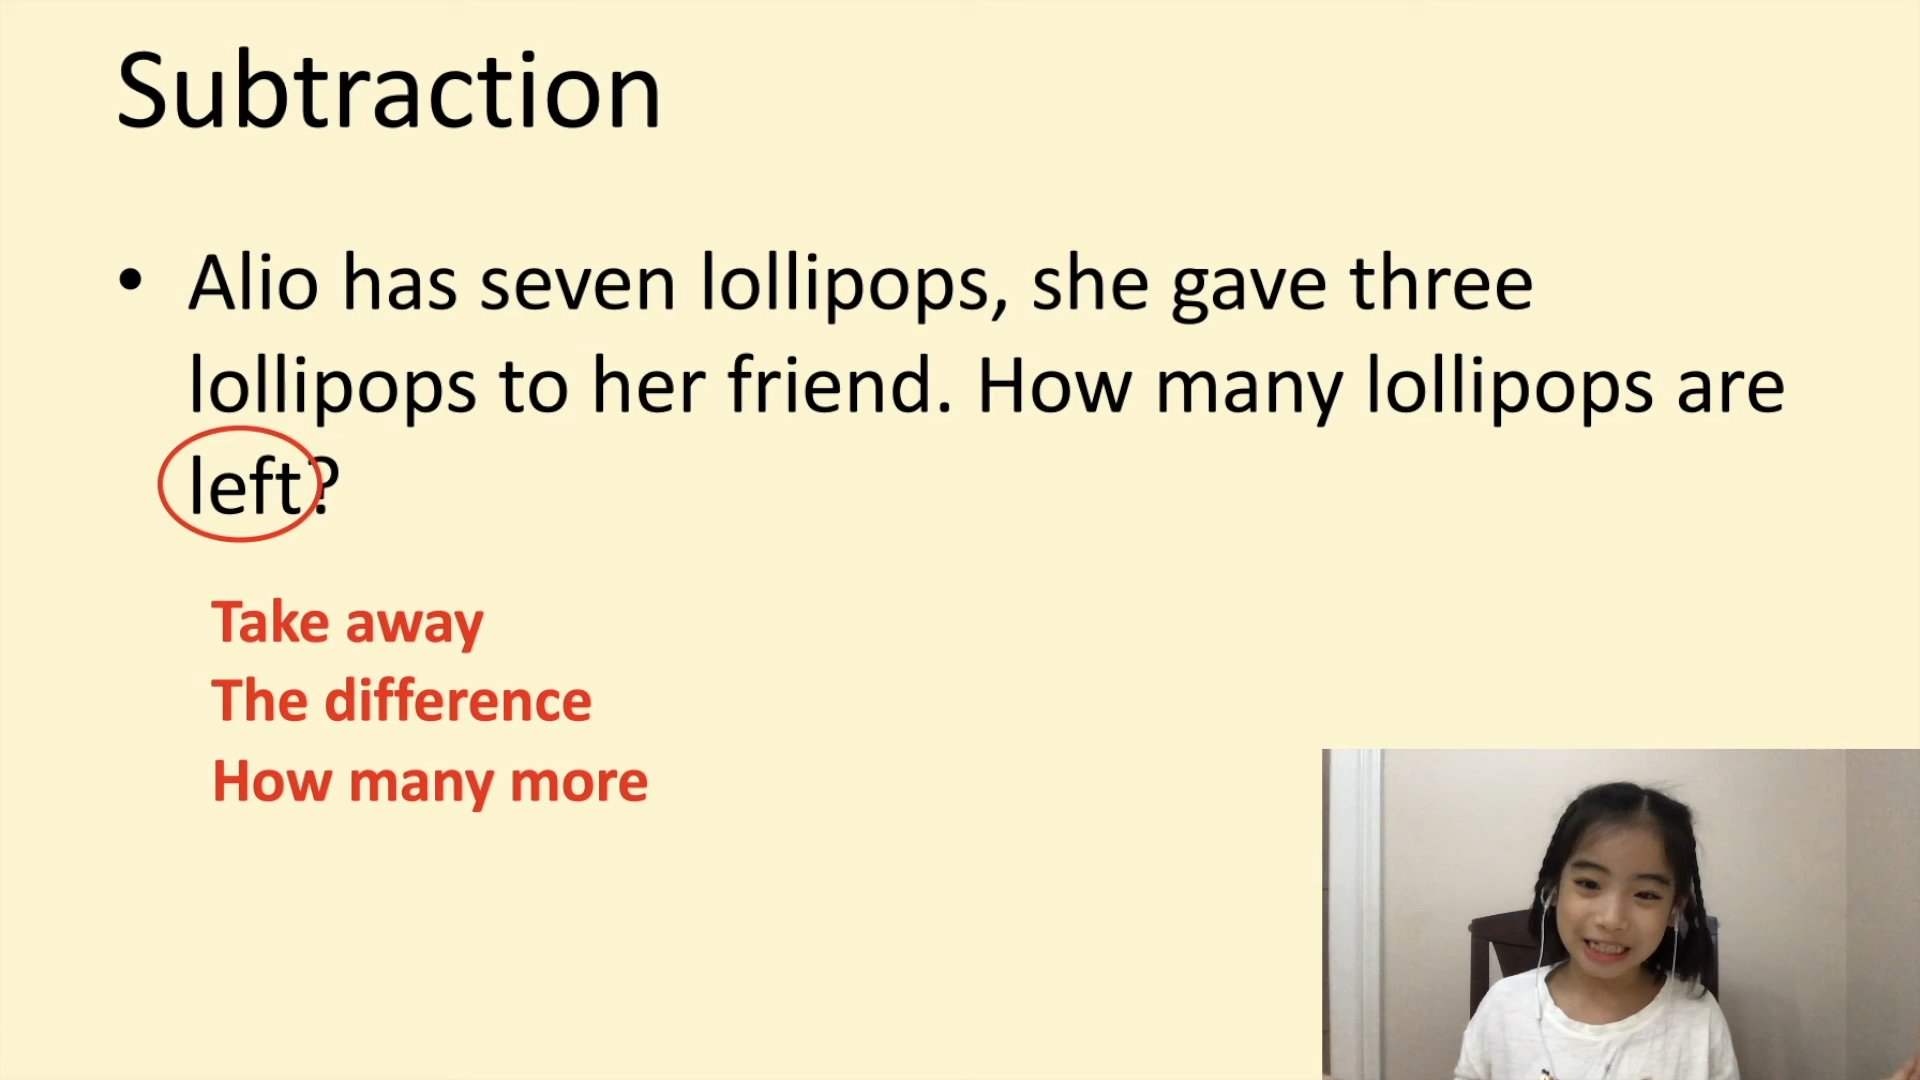 Subtraction
• Alio has seven lollipops, she gave three
lollipops to her friend. How many lollipops are
left?
Take away
The difference
How many more